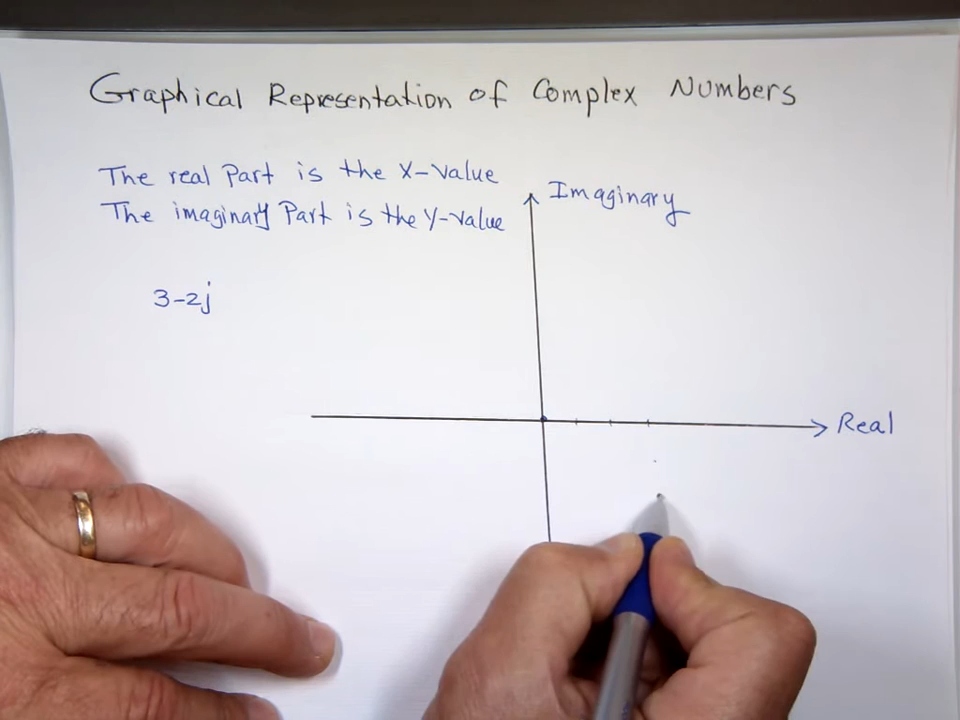 Graphical Representation of Complex Numbers
The real Part is the X-Value
The imaginary Part is the Y-Value
Imaginary
3-2j
Real